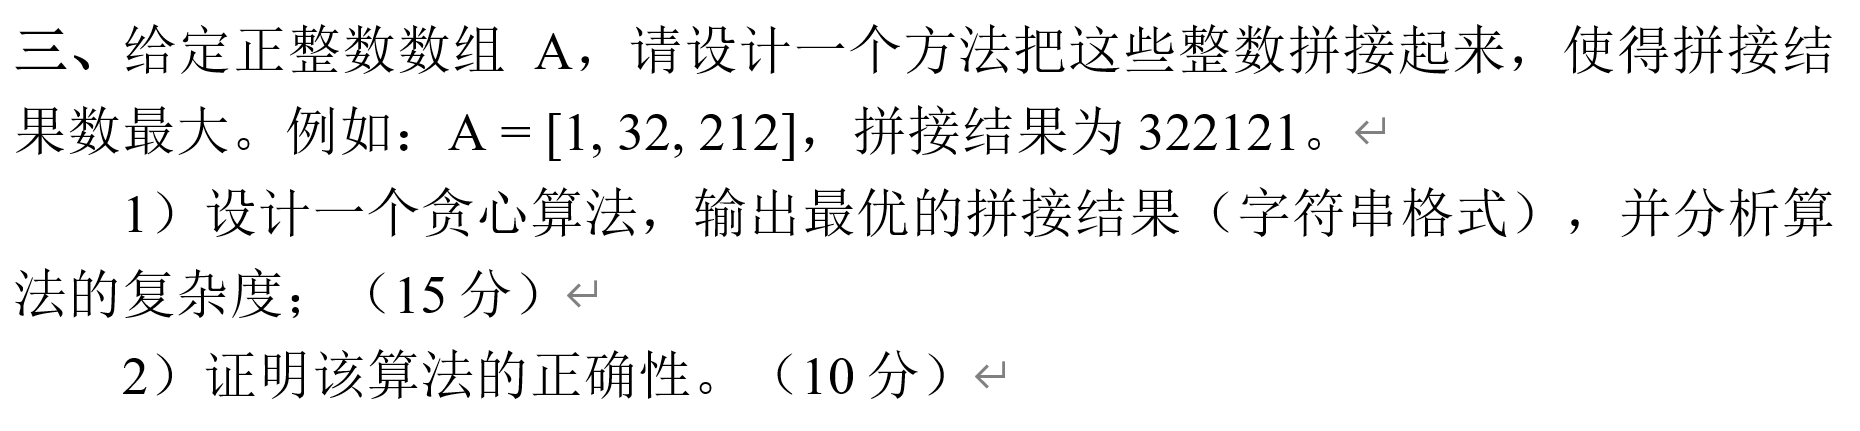 三、给定正整数数组 A，请设计一个方法把这些整数拼接起来，使得拼接结
果数最大。例如：A = [1, 32, 212]，拼接结果为 322121。↵
1）设计一个贪心算法，输出最优的拼接结果（字符串格式），并分析算
法的复杂度；（15 分）↵
2）证明该算法的正确性。（10 分）↵